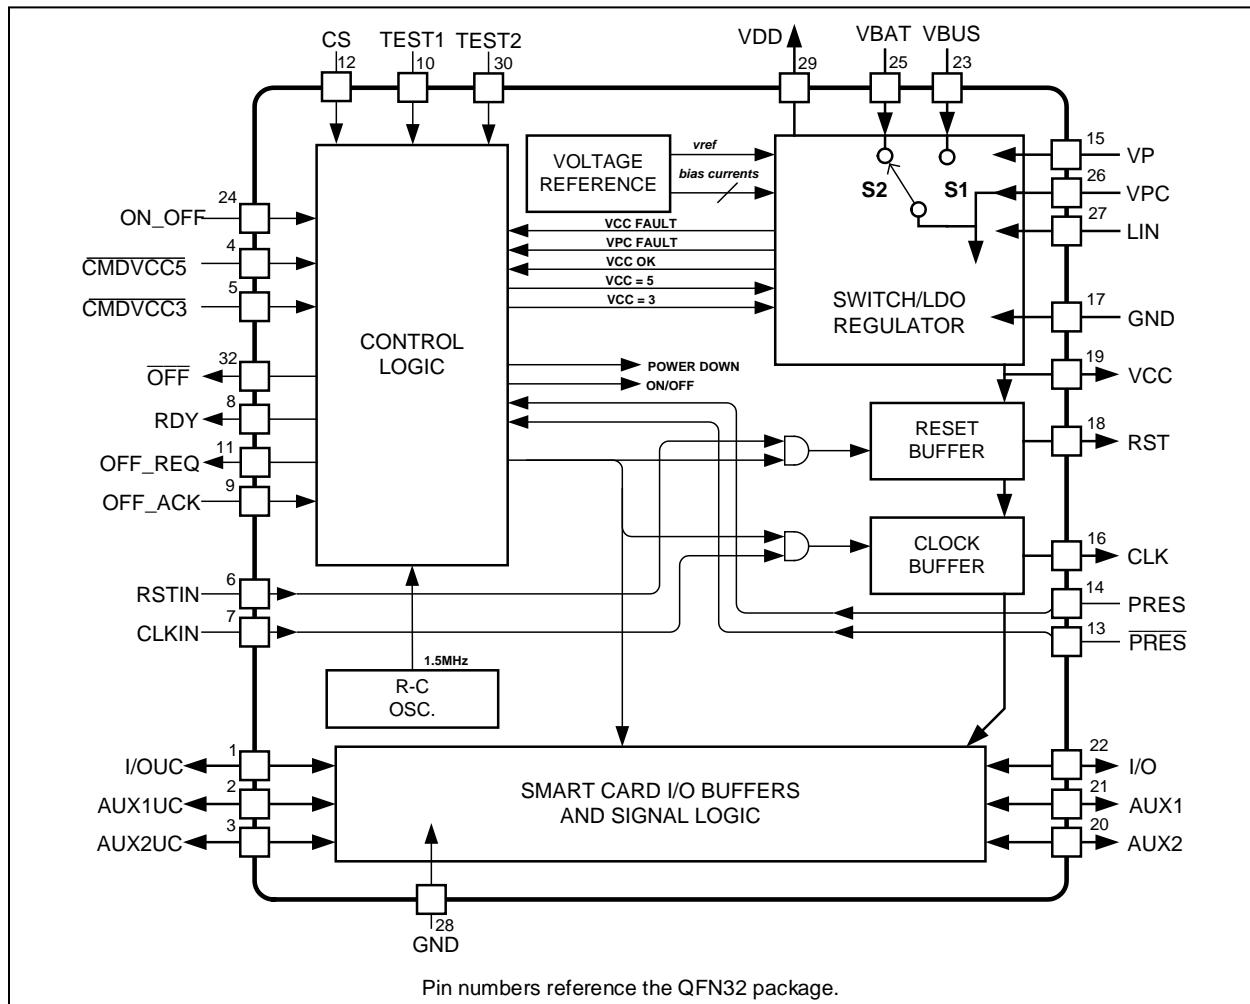 CS
TEST1
TEST2
VDD
VBAT
VBUS
12
10
30
29
25
23
VOLTAGE
REFERENCE
vref
bias currents
S2
S1
15
VP
26
VPC
27
LIN
24
ON_OFF
4
CMDVCC5
5
CMDVCC3
VCC FAULT
VPC FAULT
VCC OK
VCC = 5
VCC = 3
SWITCH/LDO
REGULATOR
17
GND
CONTROL
LOGIC
32
OFF
8
RDY
11
OFF_REQ
9
OFF_ACK
POWER DOWN
ON/OFF
19
VCC
RESET
BUFFER
18
RST
CLOCK
BUFFER
16
CLK
6
RSTIN
7
CLKIN
14
PRES
13
PRES
1.5MHz
R-C
OSC.
1
I/OUC
2
AUX1UC
3
AUX2UC
SMART CARD I/O BUFFERS
AND SIGNAL LOGIC
22
I/O
21
AUX1
20
AUX2
28
GND
Pin numbers reference the QFN32 package.